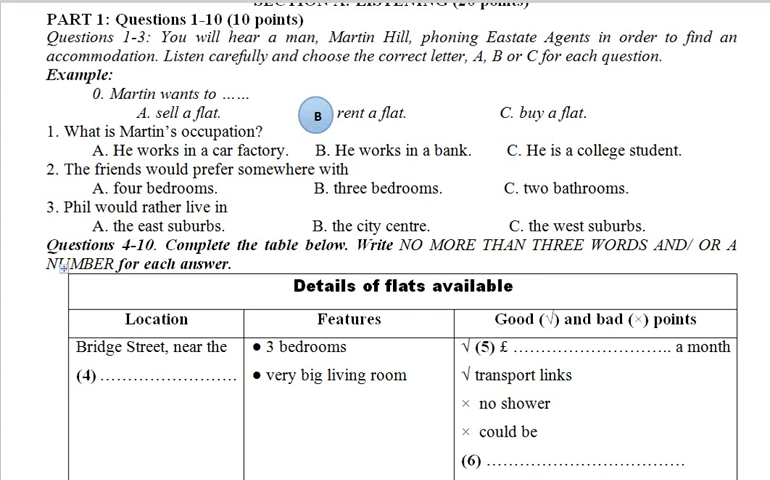 PART 1: Questions 1-10 (10 points)
Questions 1-3: You will hear a man, Martin Hill, phoning Eastate Agents in order to find an
accommodation. Listen carefully and choose the correct letter, A, B or C for each question.
Example:
0. Martin wants to ……
A. sell a flat. B rent a flat. C. buy a flat.
1. What is Martin's occupation?
A. He works in a car factory. B. He works in a bank. C. He is a college student.
2. The friends would prefer somewhere with
A. four bedrooms. B. three bedrooms. C. two bathrooms.
3. Phil would rather live in
A. the east suburbs. B. the city centre. C. the west suburbs.
Questions 4-10. Complete the table below. Write NO MORE THAN THREE WORDS AND/ OR A
NUMBER for each answer.
Details of flats available
Location Features Good (√) and bad (×) points
Bridge Street, near the ● 3 bedrooms √ (5) £ ………………………… a month
(4) ……………………… ● very big living room √ transport links
× no shower
× could be
(6) ………………………………